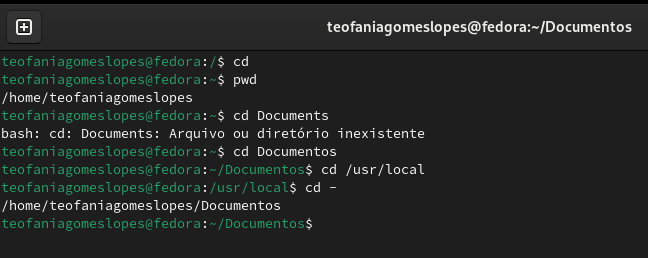 teofaniagomeslopes@fedora:~/Documentos
teofaniagomeslopes@fedora:/$ cd
teofaniagomeslopes@fedora:~$ pwd
/home/teofaniagomeslopes
teofaniagomeslopes@fedora:~$ cd Documents
bash: cd: Documents: Arquivo ou diretório inexistente
teofaniagomeslopes@fedora:~$ cd Documentos
teofaniagomeslopes@fedora:~/Documentos$ cd /usr/local
teofaniagomeslopes@fedora:/usr/local$ cd -
/home/teofaniagomeslopes/Documentos
teofaniagomeslopes@fedora:~/Documentos$